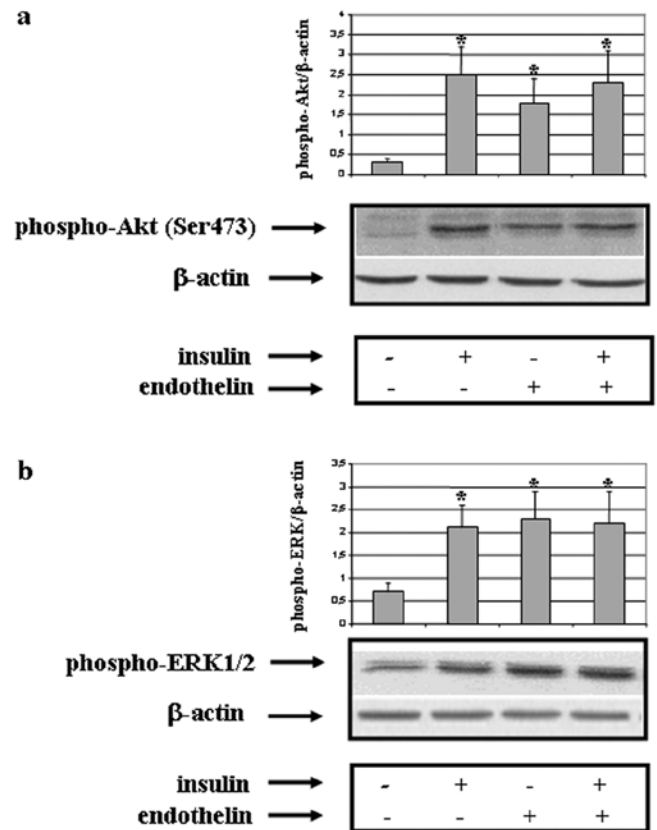 a
phospho-Akt/β-actin
4
3,5
3
2,5
2
1,5
1
0,5
0
* * *
phospho-Akt (Ser473)
β-actin
insulin - + - +
endothelin - - + +
b
phospho-ERK/β-actin
3,5
3
2,5
2
1,5
1
0,5
0
* * *
phospho-ERK1/2
β-actin
insulin - + - +
endothelin - - + +